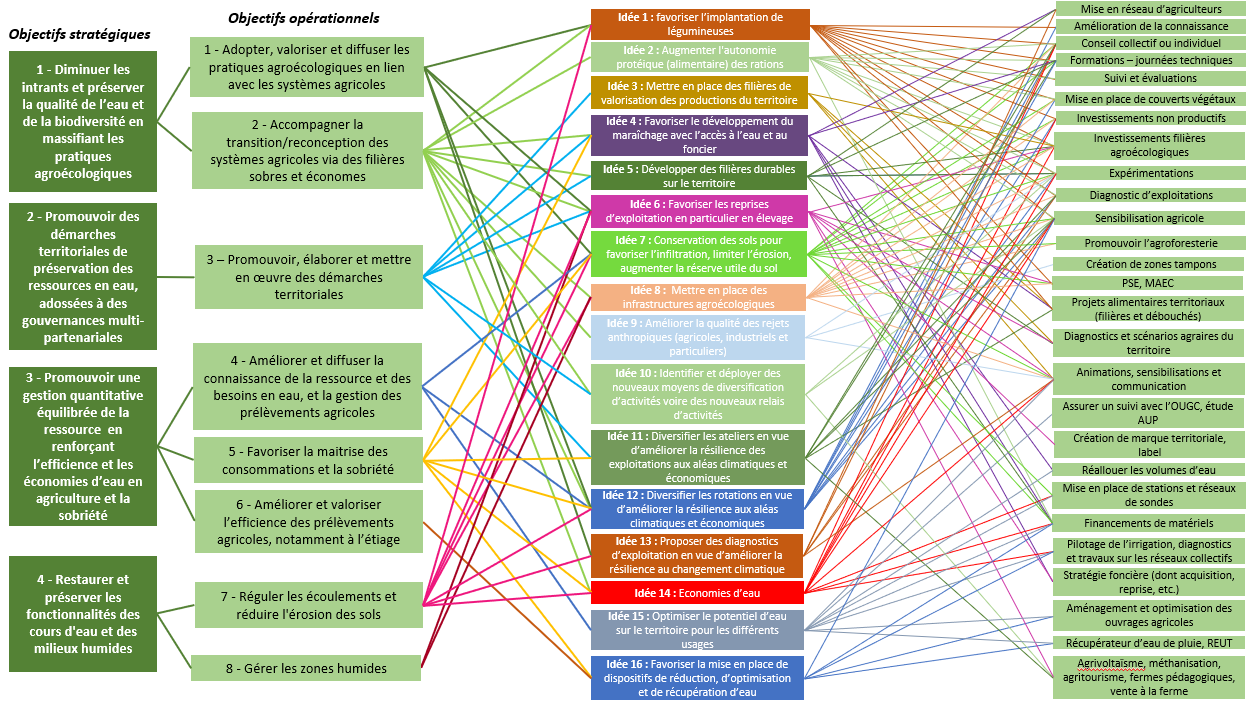 Objectifs stratégiques
1 - Diminuer les
intrants et préserver
la qualité de l'eau et
de la biodiversité en
massifiant les
pratiques
agroécologiques
2 - Promouvoir des
démarches
territoriales de
préservation des
ressources en eau,
adossées à des
gouvernances multi-
partenariales
3 - Promouvoir une
gestion quantitative
équilibrée de la
ressource en
renforçant
l'efficience et les
économies d'eau en
agriculture et la
sobriété
4 - Restaurer et
préserver les
fonctionnalités des
cours d'eau et des
milieux humides
Objectifs opérationnels
1 - Adopter, valoriser et diffuser les
pratiques agroécologiques en lien
avec les systèmes agricoles
2 - Accompagner la
transition/reconception des
systèmes agricoles via des filières
sobres et économes
3 – Promouvoir, élaborer et mettre
en œuvre des démarches
territoriales
4 - Améliorer et diffuser la
connaissance de la ressource et des
besoins en eau, et la gestion des
prélèvements agricoles
5 - Favoriser la maitrise des
consommations et la sobriété
6 - Améliorer et valoriser
l'efficience des prélèvements
agricoles, notamment à l'étiage
7 - Réguler les écoulements et
réduire l'érosion des sols
8 - Gérer les zones humides
Idée 1 : favoriser l'implantation de
légumineuses
Idée 2 : Augmenter l'autonomie
protéique (alimentaire) des rations
Idée 3 : Mettre en place des filières de
valorisation des productions du territoire
Idée 4 : Favoriser le développement du
maraîchage avec l'accès à l'eau et au
foncier
Idée 5 : Développer des filières durables
sur le territoire
Idée 6 : Favoriser les reprises
d'exploitation en particulier en élevage
Idée 7 : Conservation des sols pour
favoriser l'infiltration, limiter l'érosion,
augmenter la réserve utile du sol
Idée 8 : Mettre en place des
infrastructures agroécologiques
Idée 9 : Améliorer la qualité des rejets
anthropiques (agricoles, industriels et
particuliers)
Idée 10 : Identifier et déployer des
nouveaux moyens de diversification
d'activités voire des nouveaux relais
d'activités
Idée 11 : Diversifier les ateliers en vue
d'améliorer la résilience des
exploitations aux aléas climatiques et
économiques
Idée 12 : Diversifier les rotations en vue
d'améliorer la résilience aux aléas
climatiques et économiques
Idée 13 : Proposer des diagnostics
d'exploitation en vue d'améliorer la
résilience au changement climatique
Idée 14 : Economies d'eau
Idée 15 : Optimiser le potentiel d'eau
sur le territoire pour les différents
usages
Idée 16 : Favoriser la mise en place de
dispositifs de réduction, d'optimisation
et de récupération d'eau
Mise en réseau d'agriculteurs
Amélioration de la connaissance
Conseil collectif ou individuel
Formations – journées techniques
Suivi et évaluations
Mise en place de couverts végétaux
Investissements non productifs
Investissements filières
agroécologiques
Expérimentations
Diagnostic d'exploitations
Sensibilisation agricole
Promouvoir l'agroforesterie
Création de zones tampons
PSE, MAEC
Projets alimentaires territoriaux
(filières et débouchés)
Diagnostics et scénarios agraires du
territoire
Animations, sensibilisations et
communication
Assurer un suivi avec l'OUGC, étude
AUP
Création de marque territoriale,
label
Réallouer les volumes d'eau
Mise en place de stations et réseaux
de sondes
Financements de matériels
Pilotage de l'irrigation, diagnostics
et travaux sur les réseaux collectifs
Stratégie foncière (dont acquisition,
reprise, etc.)
Aménagement et optimisation des
ouvrages agricoles
Récupérateur d'eau de pluie, REUT
Agrivoltaïsme, méthanisation,
agritourisme, fermes pédagogiques,
vente à la ferme